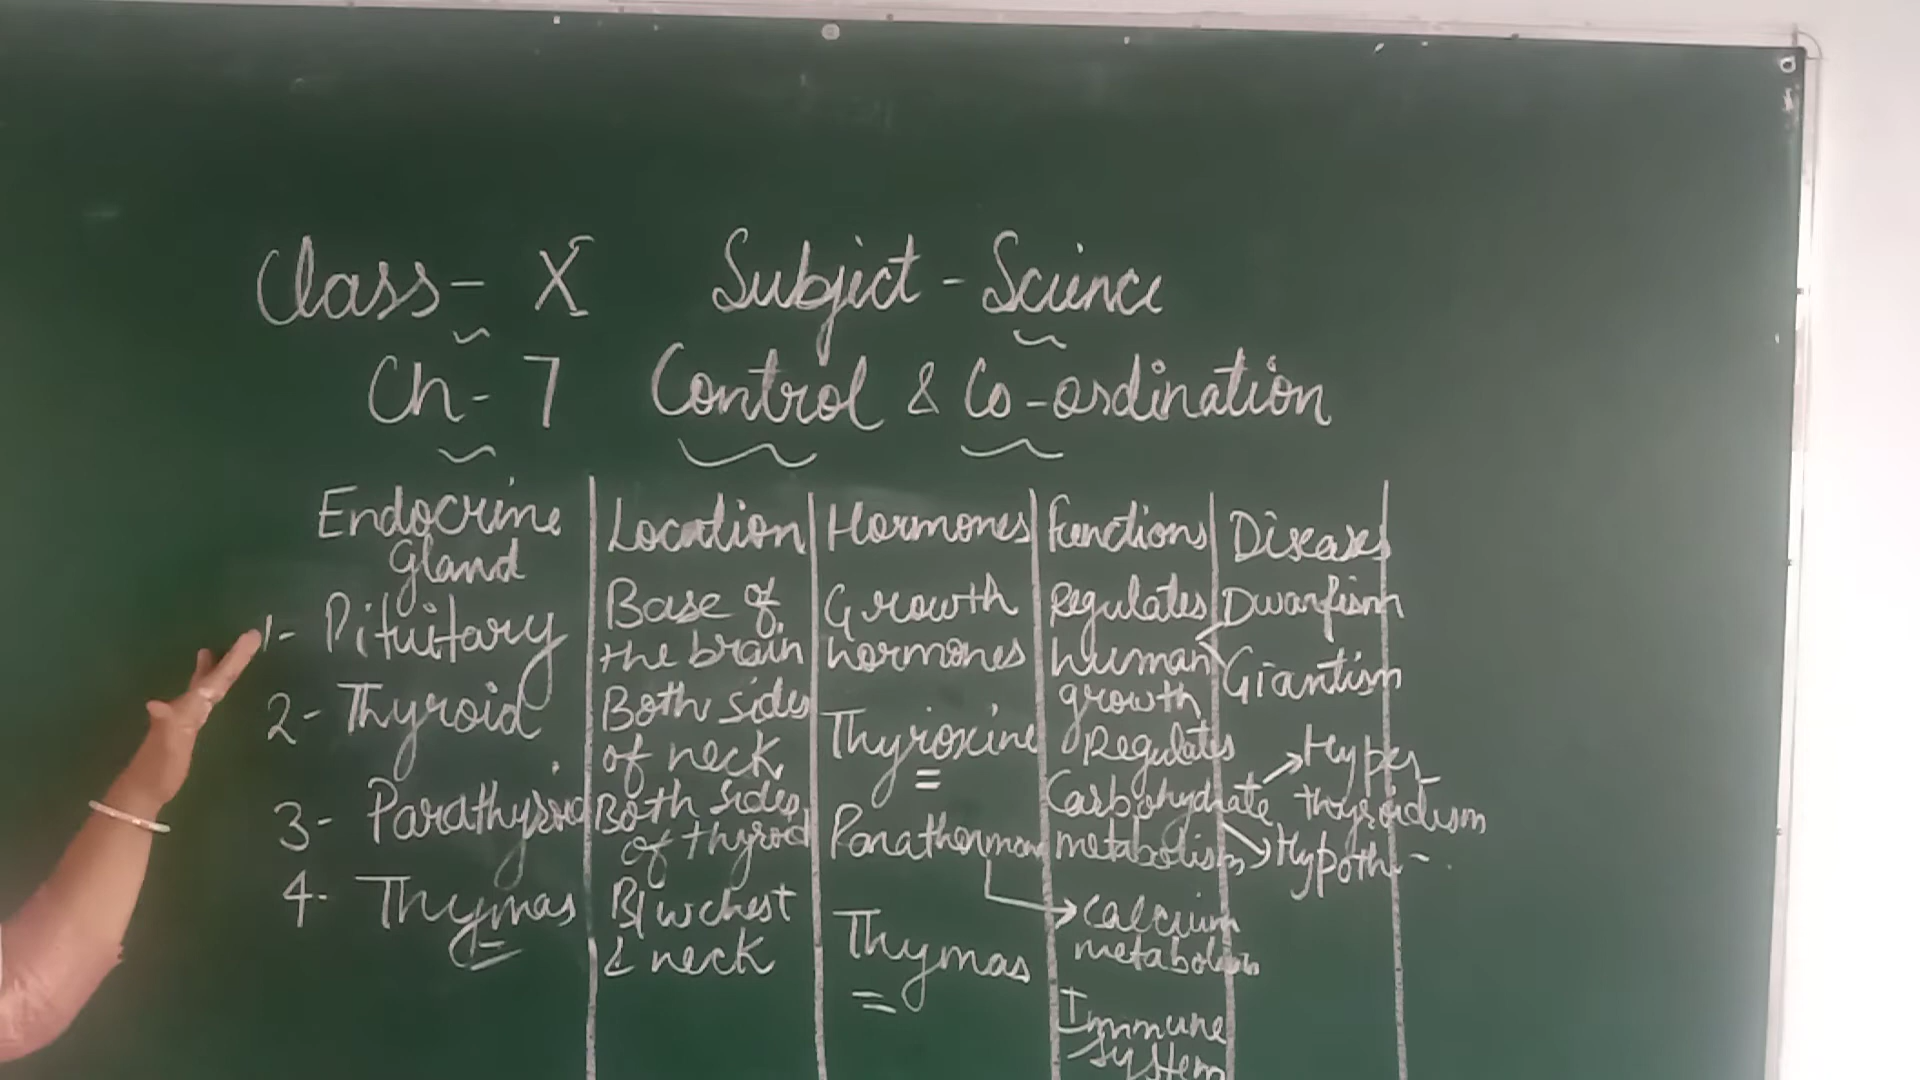 Class - X Subject - Science
Ch - 7 Control & Co-ordination
Endocrine
Gland
Location
Hormones
Functions
Diseases
1- Pituitary
Base of
the brain
Growth
hormones
Regulates
human
growth
Dwarfism
Giantism
2- Thyroid
Both sides
of neck
Thyroxine
Regulates
Carbohydrate
metabolism
Hyper
thyroidism
Hypoth -
3- Parathyroid
Both sides
of thyroid
Calcium
metabolism
4- Thymas
B/w chest
& neck
Thymas
Immune
system